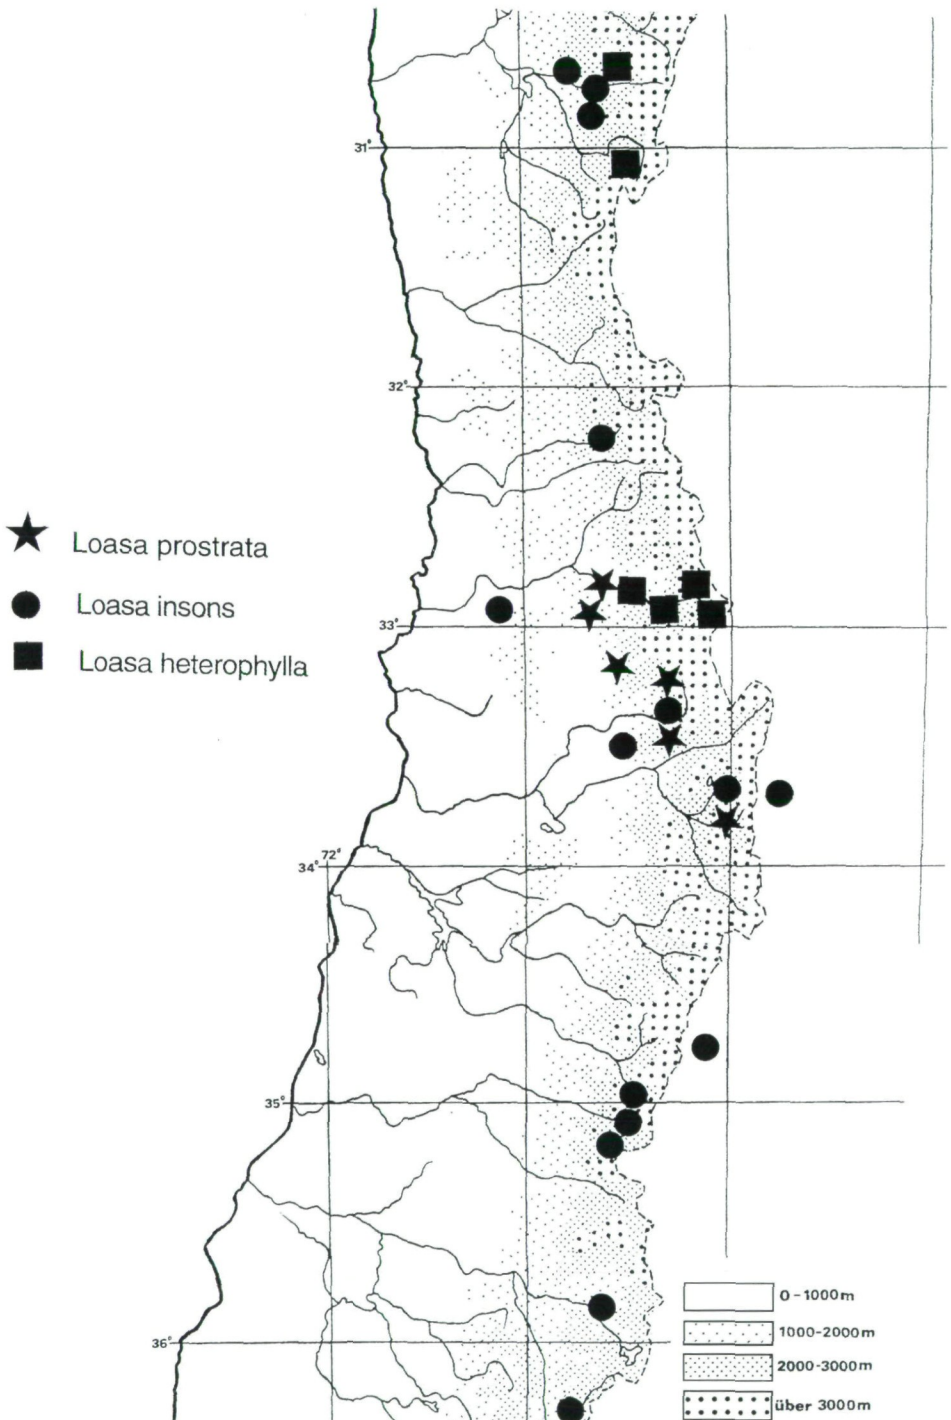 31°
32°
Loasa prostrata
Loasa insons
33°
Loasa heterophylla
34° 72°
35°
0-1000m
1000-2000m
36°
2000-3000m
über 3000m